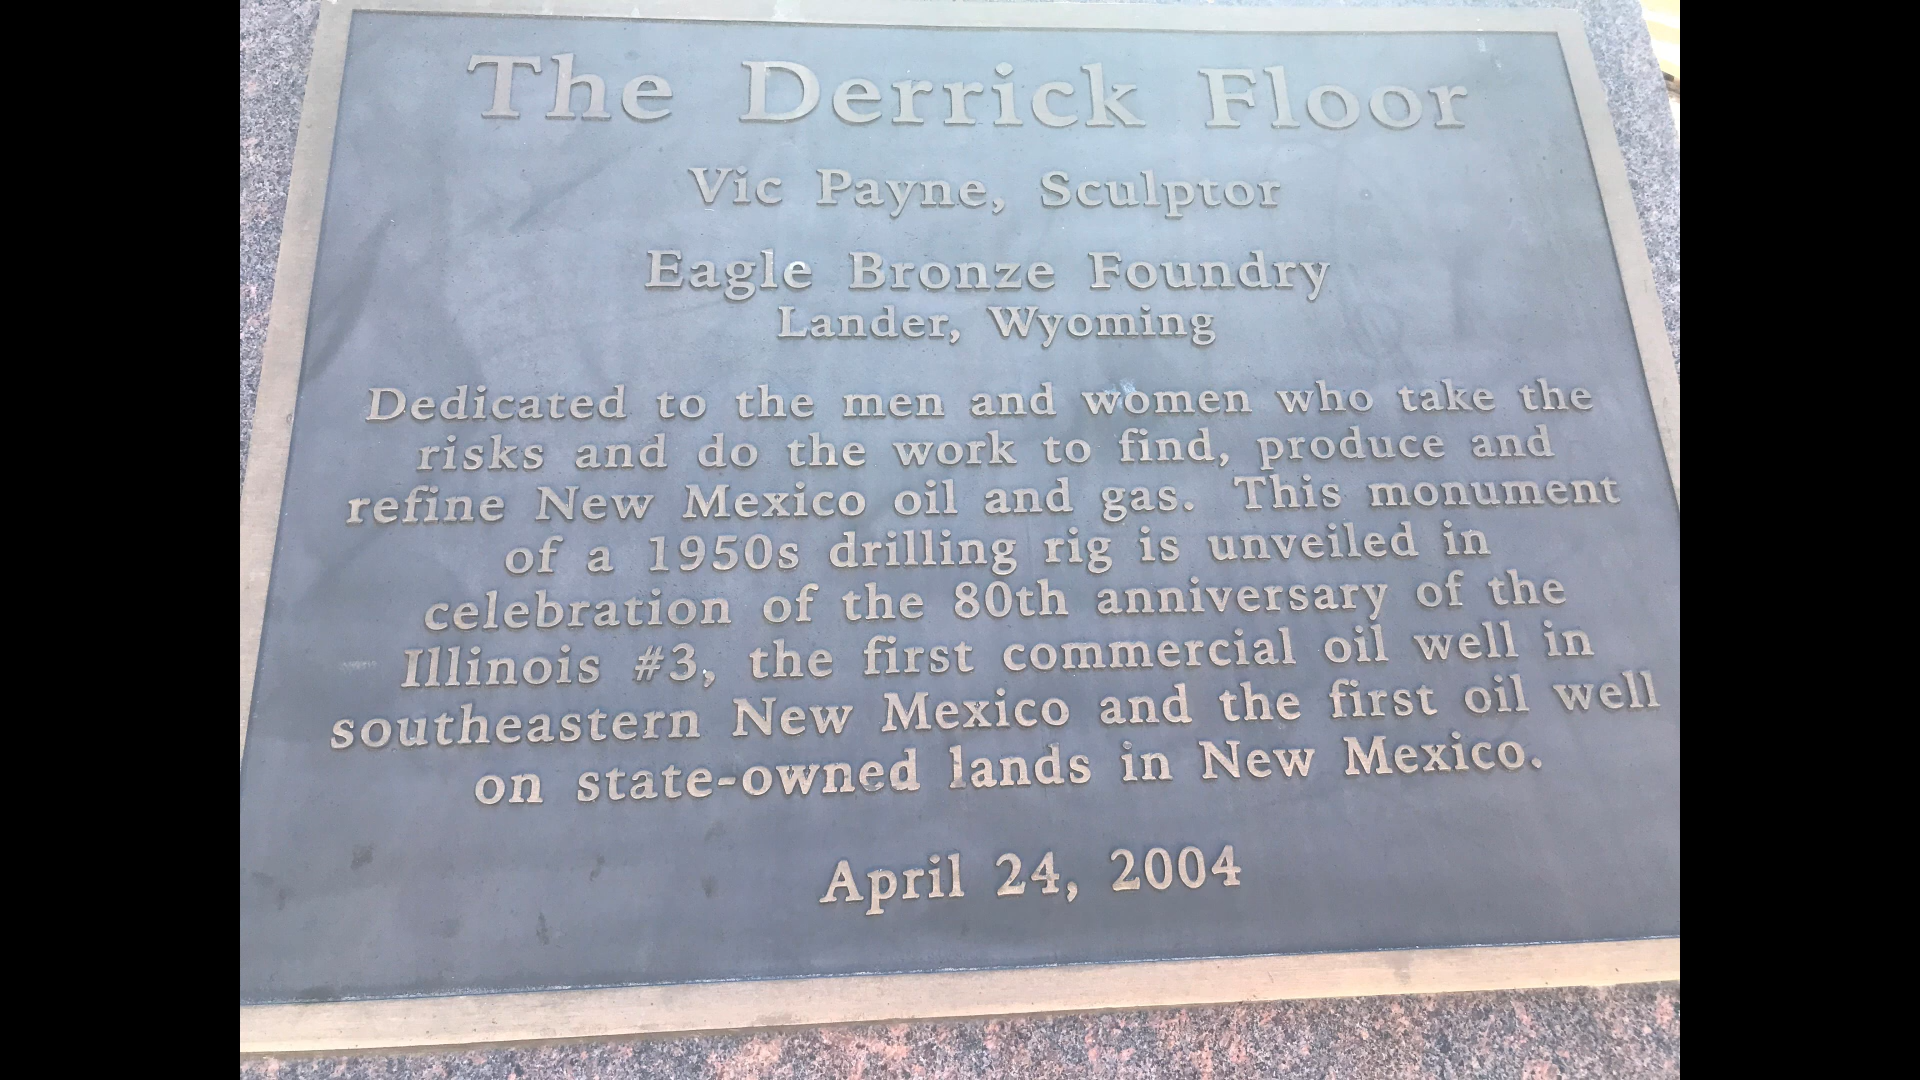 The Derrick Floor
Vic Payne, Sculptor
Eagle Bronze Foundry
Lander, Wyoming
Dedicated to the men and women who take the
risks and do the work to find, produce and
refine New Mexico oil and gas. This monument
of a 1950s drilling rig is unveiled in
celebration of the 80th anniversary of the
Illinois #3, the first commercial oil well in
southeastern New Mexico and the first oil well
on state-owned lands in New Mexico.
April 24, 2004